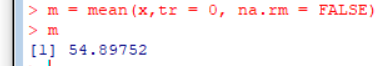 > m = mean(x,tr = 0, na.rm = FALSE)
> m
[1] 54.89752